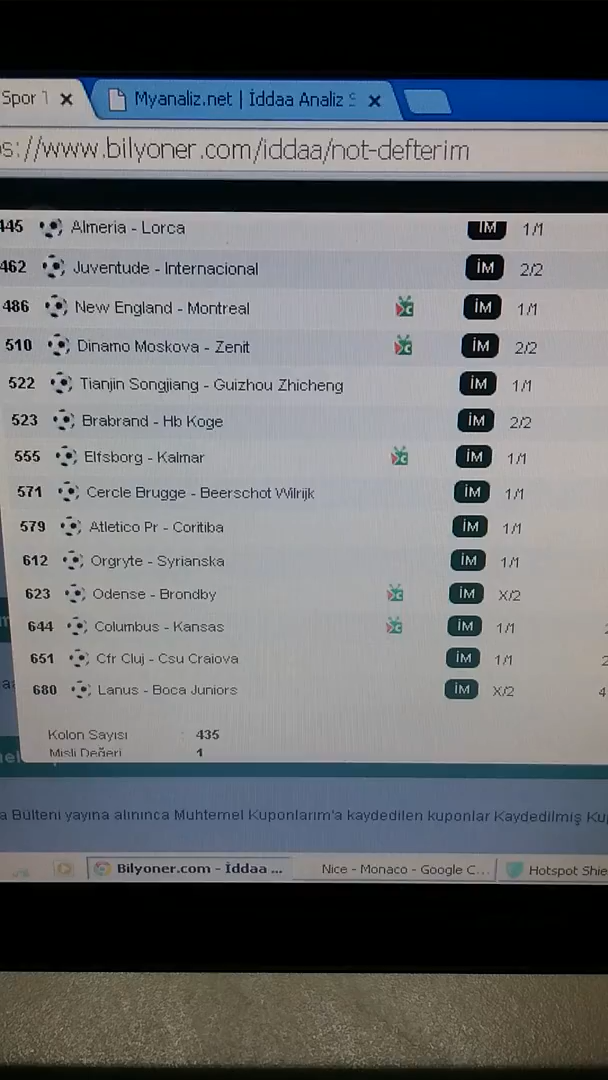 Spor T × Myanaliz.net | İddaa Analiz S ×
s://www.bilyoner.com/iddaa/not-defterim
445 Almeria - Lorca İM 1/1
462 Juventude - Internacional İM 2/2
486 New England - Montreal İM 1/1
510 Dinamo Moskova - Zenit İM 2/2
522 Tianjin Songjiang - Guizhou Zhicheng İM 1/1
523 Brabrand - Hb Koge İM 2/2
555 Elfsborg - Kalmar İM 1/1
571 Cercle Brugge - Beerschot Wilrijk İM 1/1
579 Atletico Pr - Coritiba İM 1/1
612 Orgryte - Syrianska İM 1/1
623 Odense - Brondby İM X/2
644 Columbus - Kansas İM 1/1
651 Cfr Cluj - Csu Craiova İM 1/1 2
680 Lanus - Boca Juniors İM X/2 4
Kolon Sayısı : 435
Misli Değeri 1
a Bülteni yayına alınınca Muhtemel Kuponlarım'a kaydedilen kuponlar Kaydedilmiş Ku
Bilyoner.com - İddaa ... Nice - Monaco - Google C... Hotspot Shie